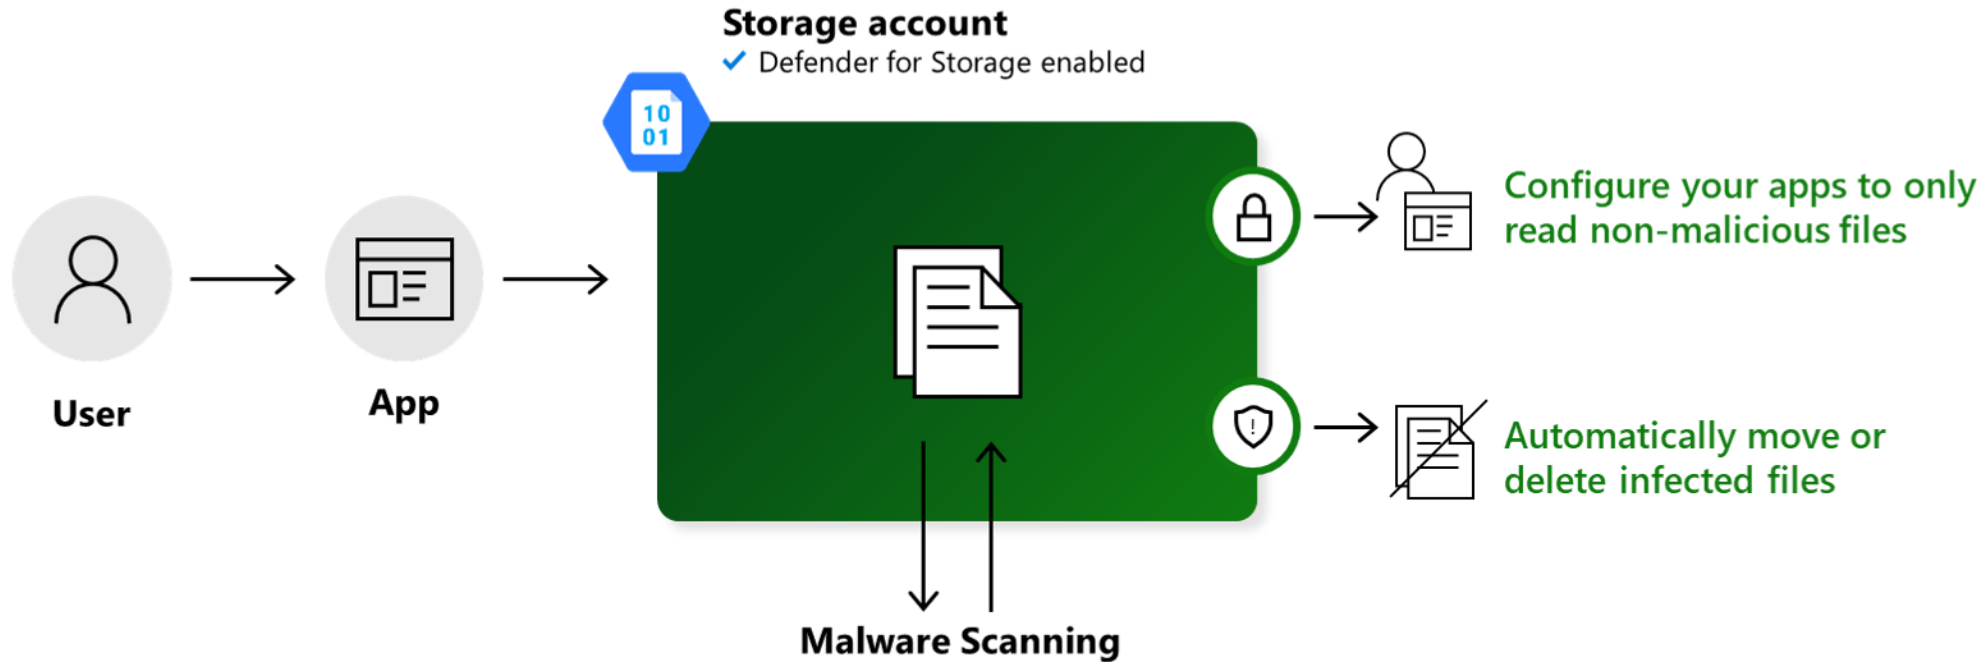 Storage account
Defender for Storage enabled
10
01
User
App
Configure your apps to only
read non-malicious files
!
Automatically move or
delete infected files
Malware Scanning